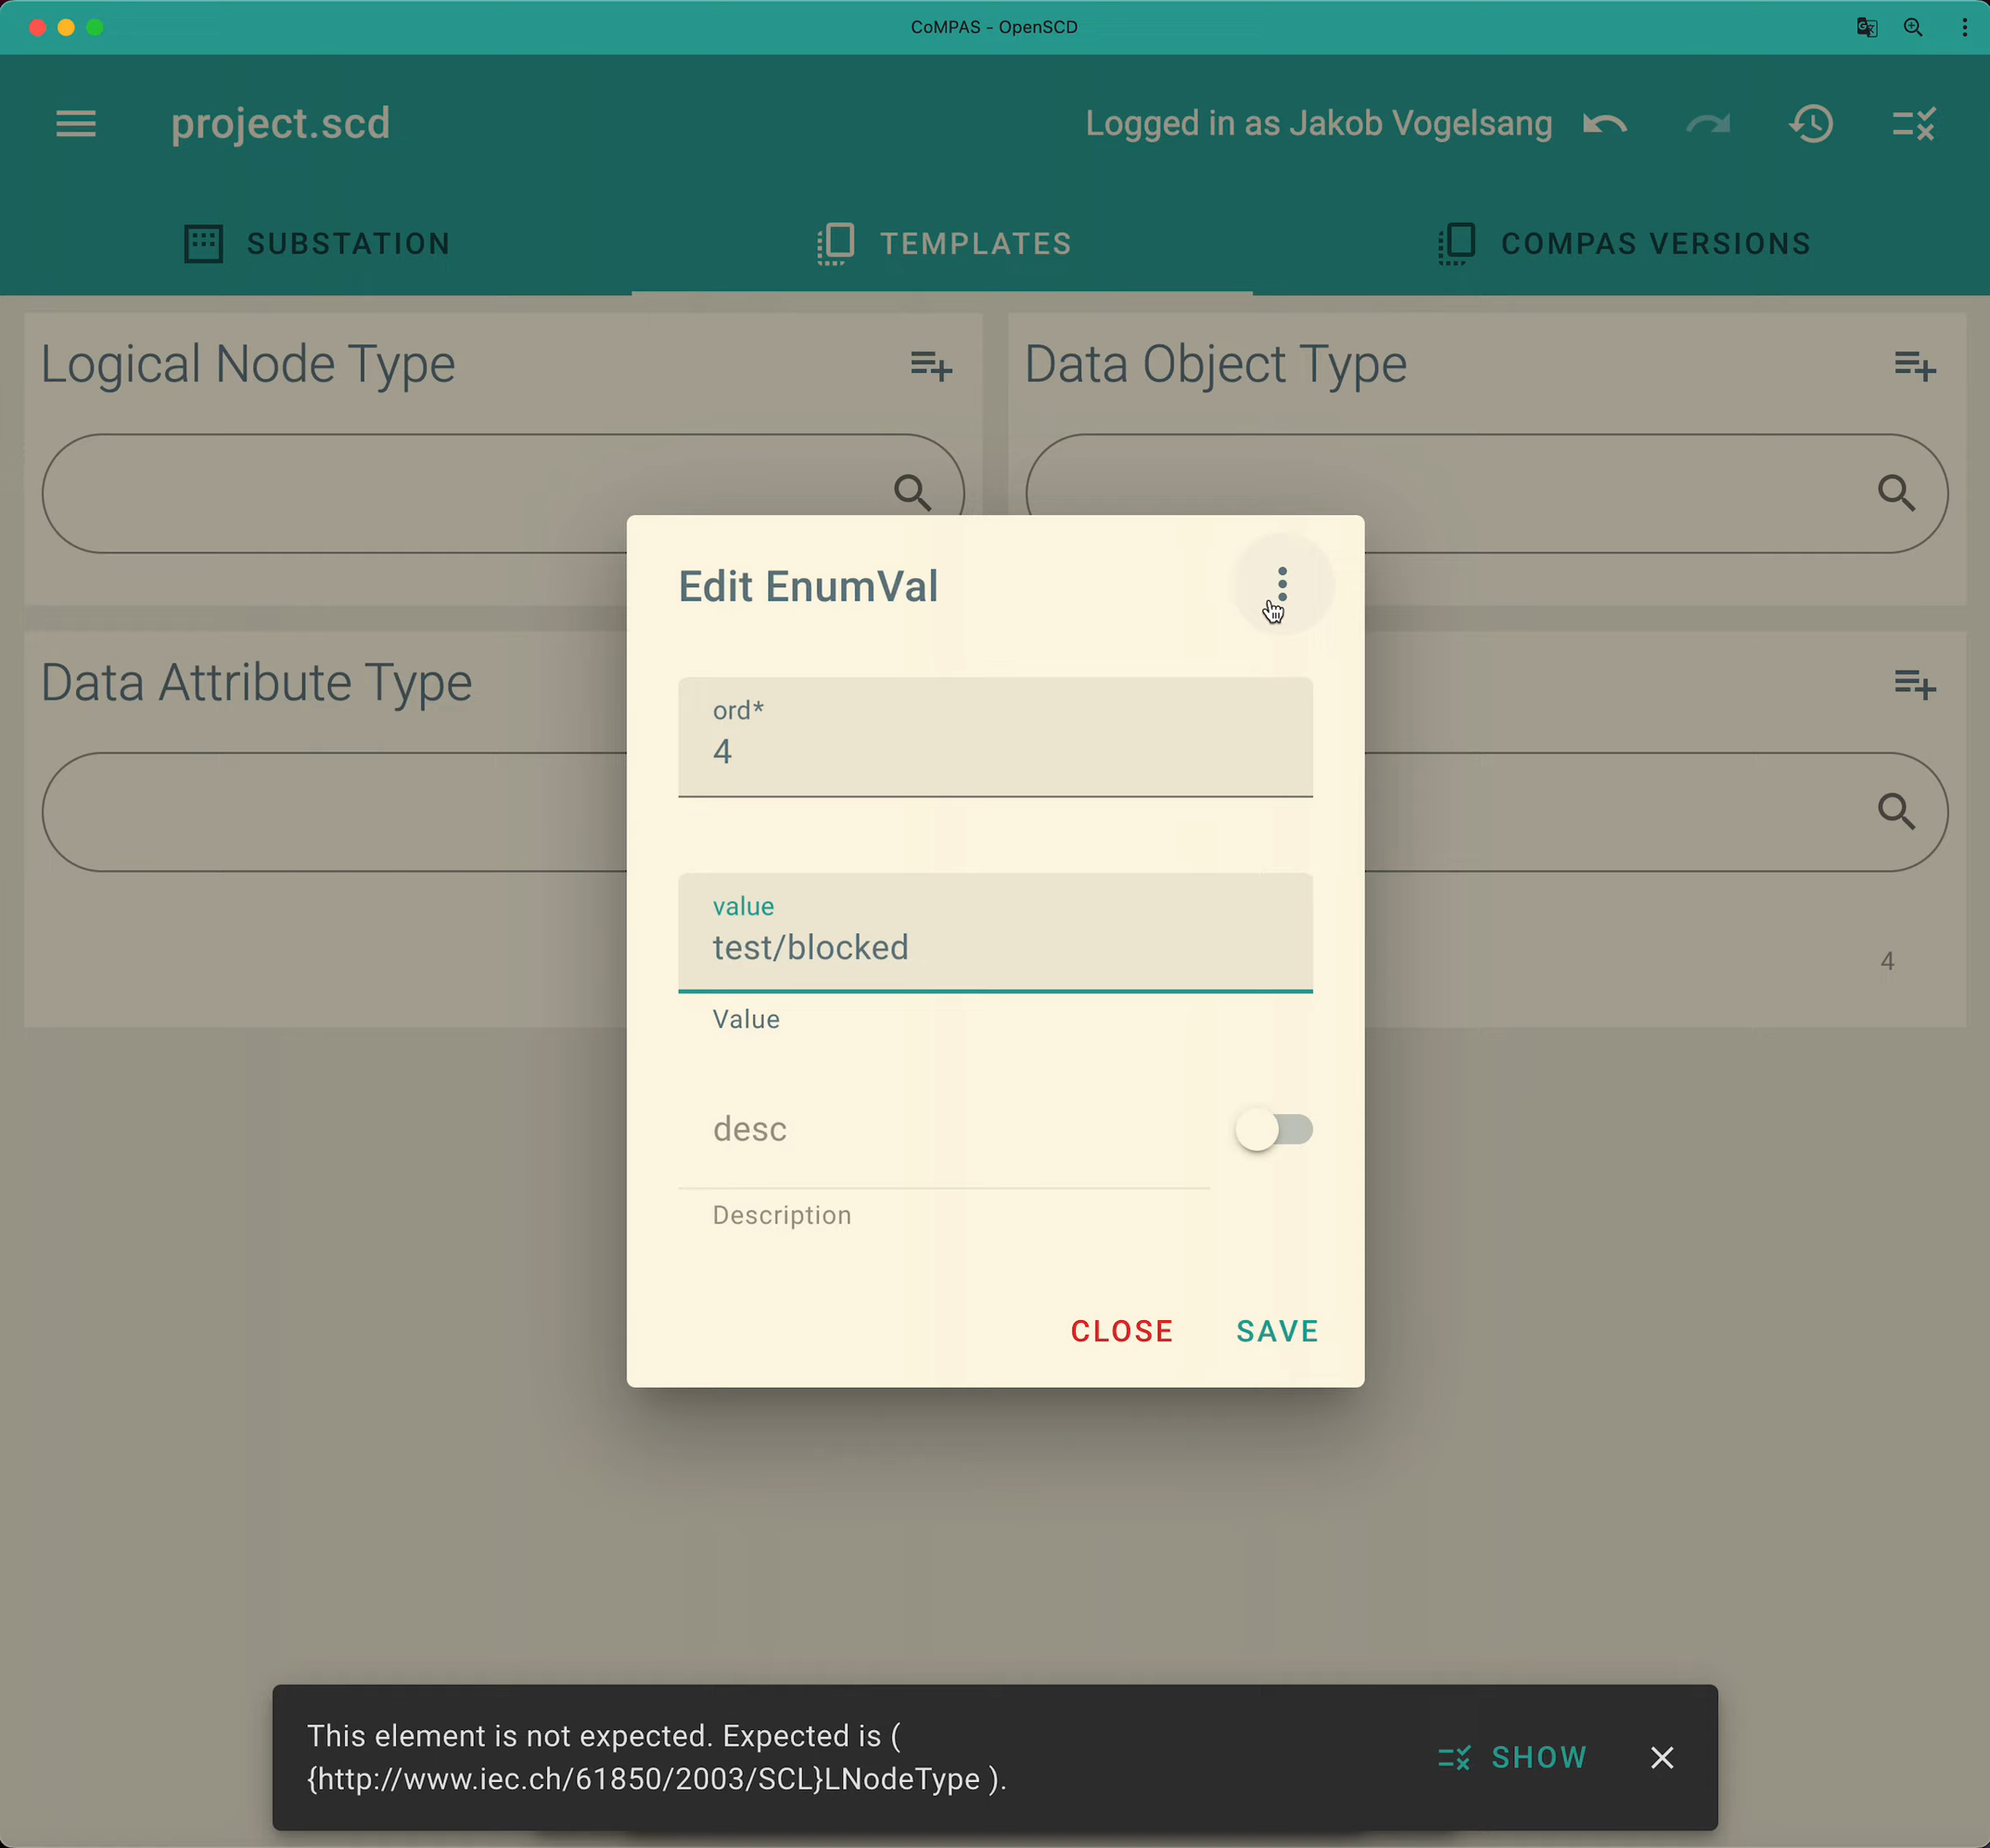 CoMPAS - OpenSCD
project.scd
Logged in as Jakob Vogelsang
SUBSTATION
TEMPLATES
COMPAS VERSIONS
Logical Node Type
Data Object Type
Data Attribute Type
Edit EnumVal
ord*
4
value
test/blocked
Value
4
desc
Description
CLOSE
SAVE
This element is not expected. Expected is (
{http://www.iec.ch/61850/2003/SCL}LNodeType ).
SHOW